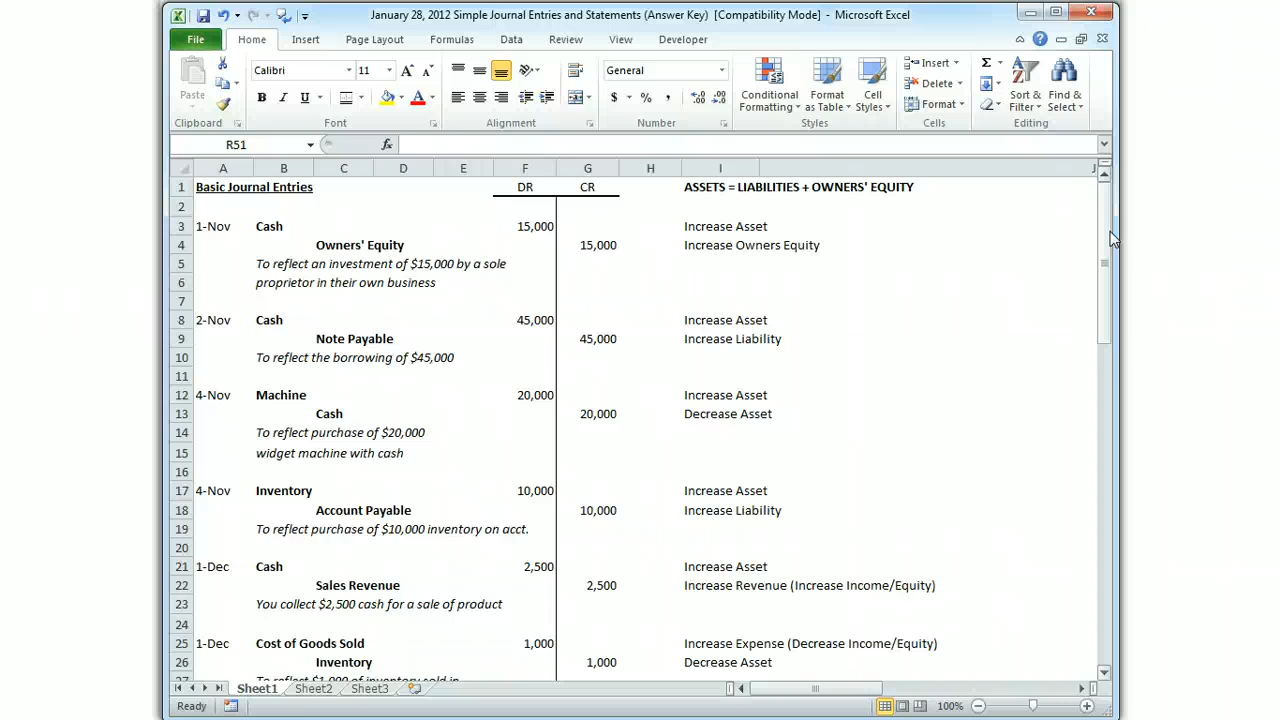 January 28, 2012 Simple Journal Entries and Statements (Answer Key) [Compatibility Mode] - Microsoft Excel
File Home Insert Page Layout Formulas Data Review View Developer
Paste Calibri 11 A A General Conditional Formatting Format as Table Cell Styles Insert Delete Format Sort & Filter Find & Select
B I U A $ % ,
Clipboard Font Alignment Number Styles Cells Editing
R51 fx
A B C D E F G H I J
1 Basic Journal Entries DR CR ASSETS = LIABILITIES + OWNERS' EQUITY
2
3 1-Nov Cash 15,000 Increase Asset
4 Owners' Equity 15,000 Increase Owners Equity
5 To reflect an investment of $15,000 by a sole
6 proprietor in their own business
7
8 2-Nov Cash 45,000 Increase Asset
9 Note Payable 45,000 Increase Liability
10 To reflect the borrowing of $45,000
11
12 4-Nov Machine 20,000 Increase Asset
13 Cash 20,000 Decrease Asset
14 To reflect purchase of $20,000
15 widget machine with cash
16
17 4-Nov Inventory 10,000 Increase Asset
18 Account Payable 10,000 Increase Liability
19 To reflect purchase of $10,000 inventory on acct.
20
21 1-Dec Cash 2,500 Increase Asset
22 Sales Revenue 2,500 Increase Revenue (Increase Income/Equity)
23 You collect $2,500 cash for a sale of product
24
25 1-Dec Cost of Goods Sold 1,000 Increase Expense (Decrease Income/Equity)
26 Inventory 1,000 Decrease Asset
27 To reflect $1,000 of inventory sold in
Sheet1 Sheet2 Sheet3
Ready 100%